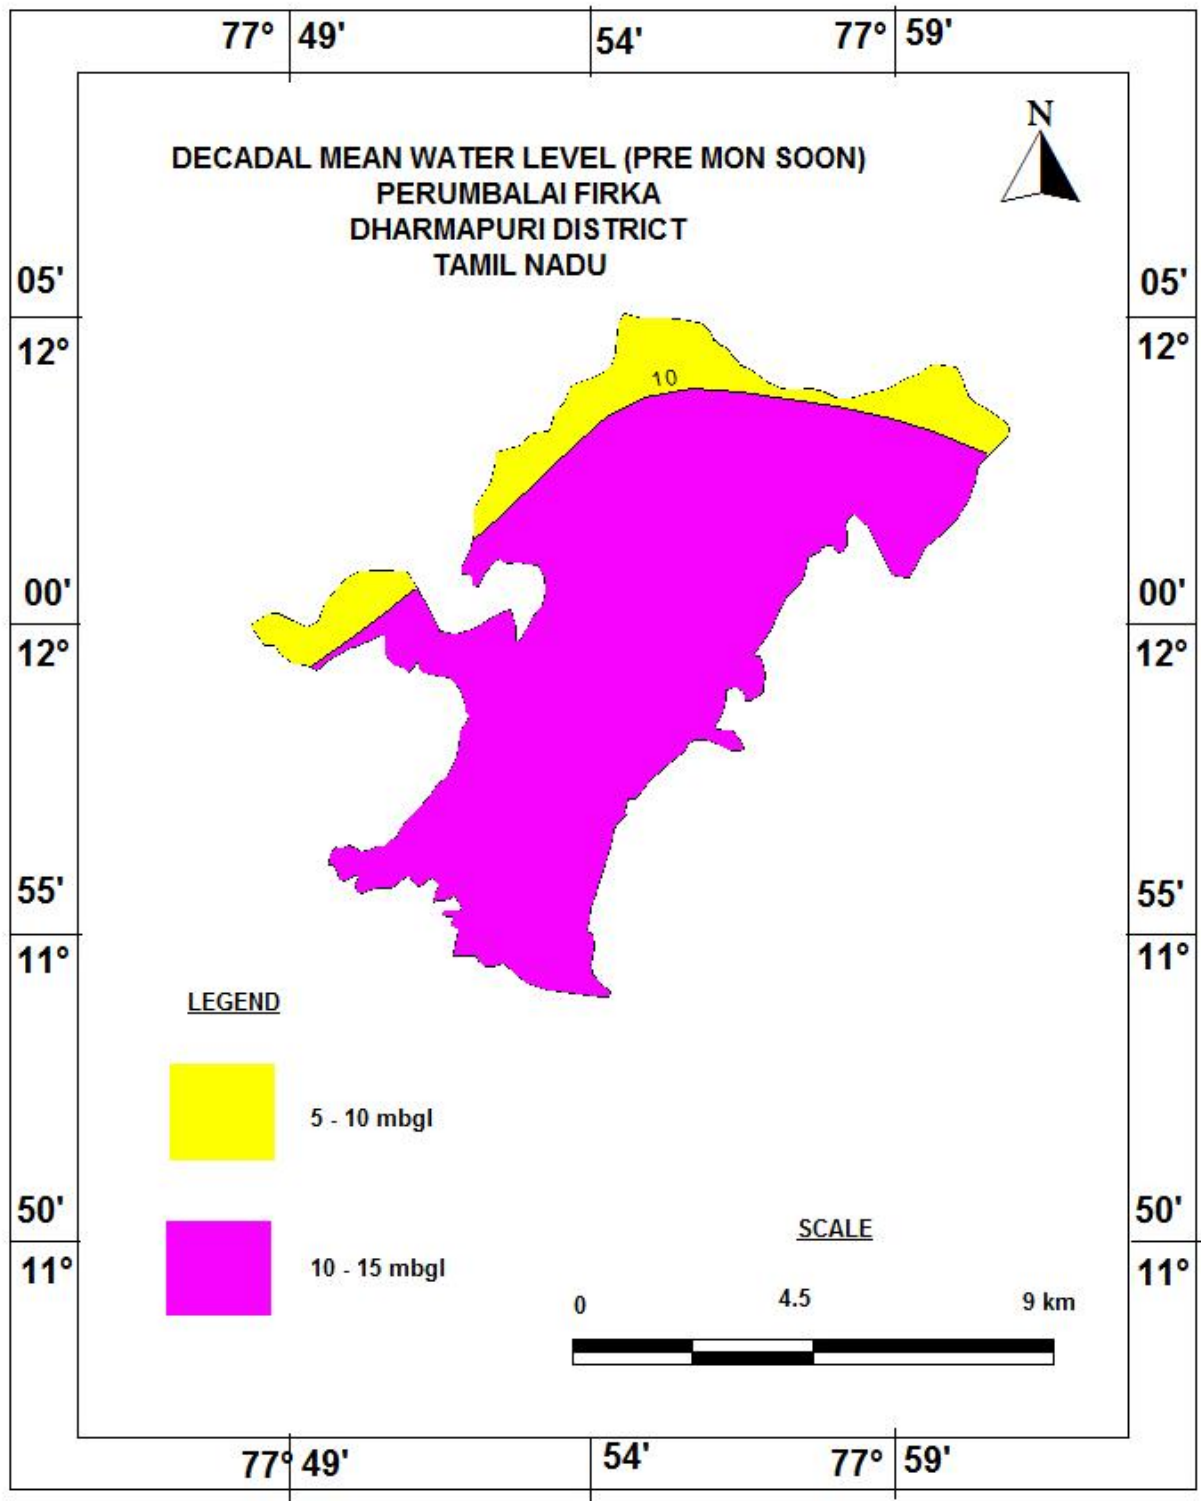 77° 49'
54'
77° 59'
N
DECADAL MEAN WATER LEVEL (PRE MON SOON)
PERUMBALAI FIRKA
DHARMAPURI DISTRICT
TAMIL NADU
05'
12°
05'
12°
10
00'
12°
00'
12°
55'
11°
55'
11°
LEGEND
5 - 10 mbgl
10 - 15 mbgl
50'
11°
50'
11°
SCALE
0 4.5 9 km
77° 49'
54'
77° 59'